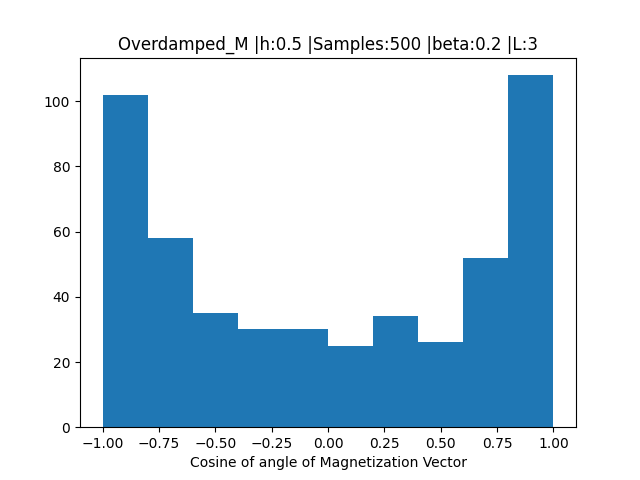 Overdamped_M |h:0.5 |Samples:500 |beta:0.2 |L:3
100
80
60
40
20
0
−1.00 −0.75 −0.50 −0.25 0.00 0.25 0.50 0.75 1.00
Cosine of angle of Magnetization Vector